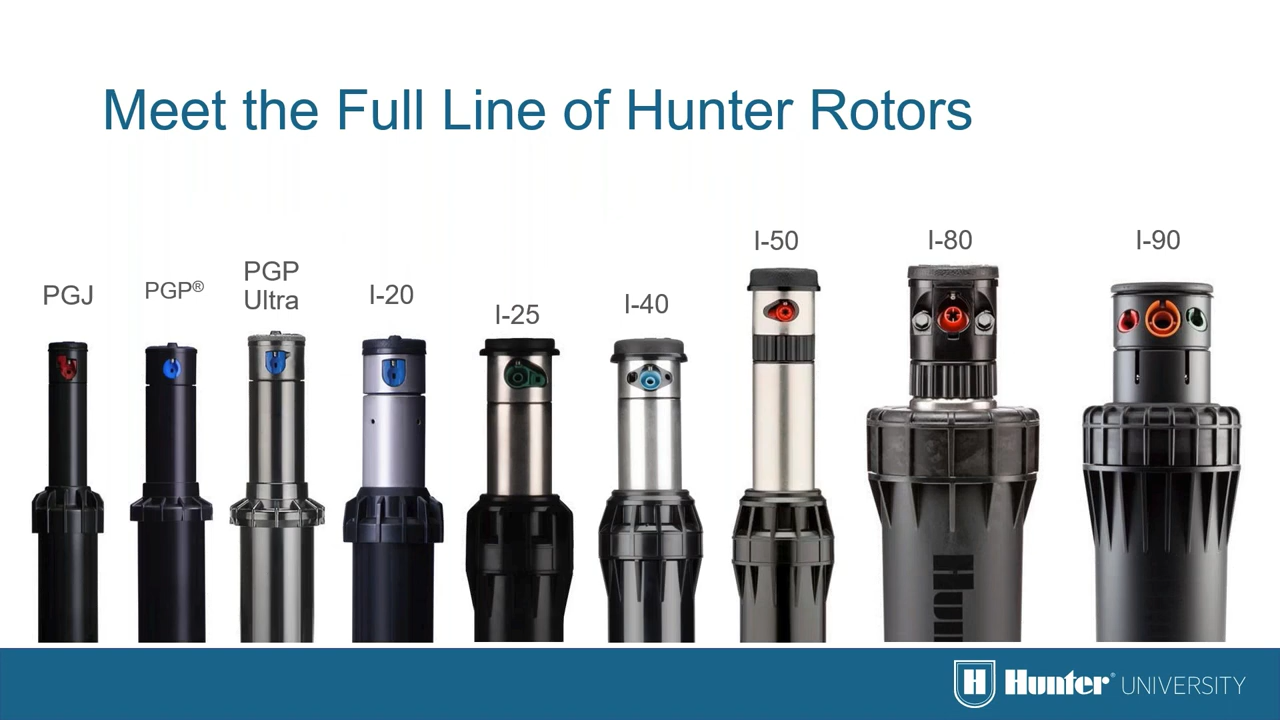 Meet the Full Line of Hunter Rotors
PGJ
PGP®
PGP
Ultra
I-20
I-25
I-40
I-50
I-80
I-90
Hun
H Hunter® UNIVERSITY